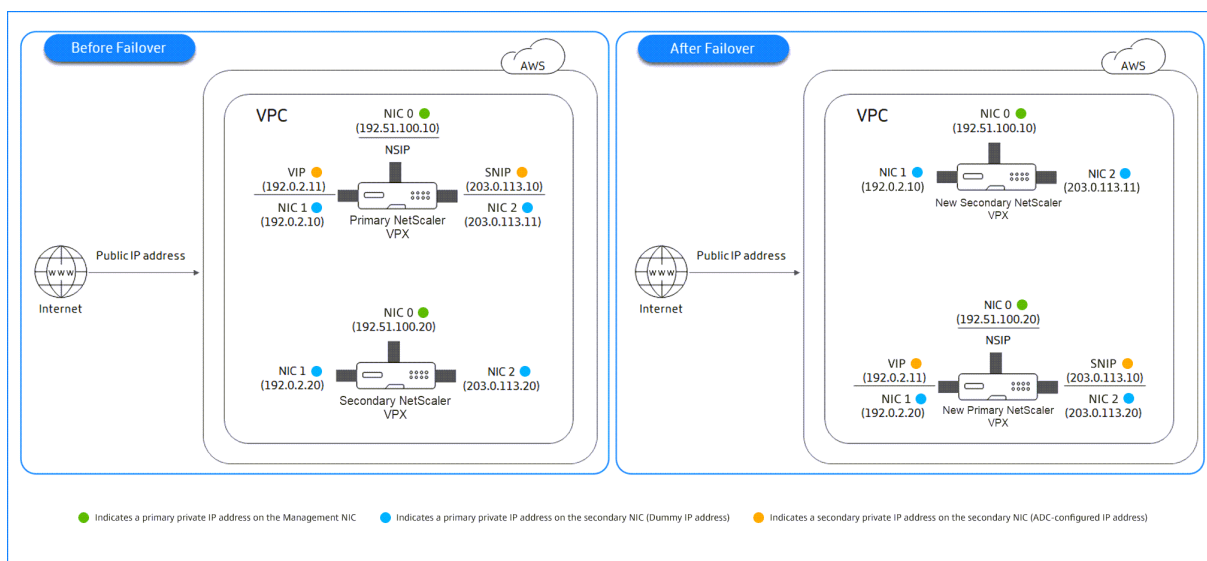 Before Failover
AWS
VPC
NIC 0
(192.51.100.10)
NSIP
VIP
(192.0.2.11)
NIC 1
(192.0.2.10)
SNIP
(203.0.113.10)
NIC 2
(203.0.113.11)
Primary NetScaler
VPX
Public IP address
WWW
Internet
NIC 0
(192.51.100.20)
NIC 1
(192.0.2.20)
NIC 2
(203.0.113.20)
Secondary NetScaler
VPX
After Failover
AWS
VPC
NIC 0
(192.51.100.10)
NIC 1
(192.0.2.10)
NIC 2
(203.0.113.11)
New Secondary NetScaler
VPX
Public IP address
WWW
Internet
NIC 0
(192.51.100.20)
NSIP
VIP
(192.0.2.11)
NIC 1
(192.0.2.20)
SNIP
(203.0.113.10)
NIC 2
(203.0.113.20)
New Primary NetScaler
VPX
Indicates a primary private IP address on the Management NIC
Indicates a primary private IP address on the secondary NIC (Dummy IP address)
Indicates a secondary private IP address on the secondary NIC (ADC-configured IP address)